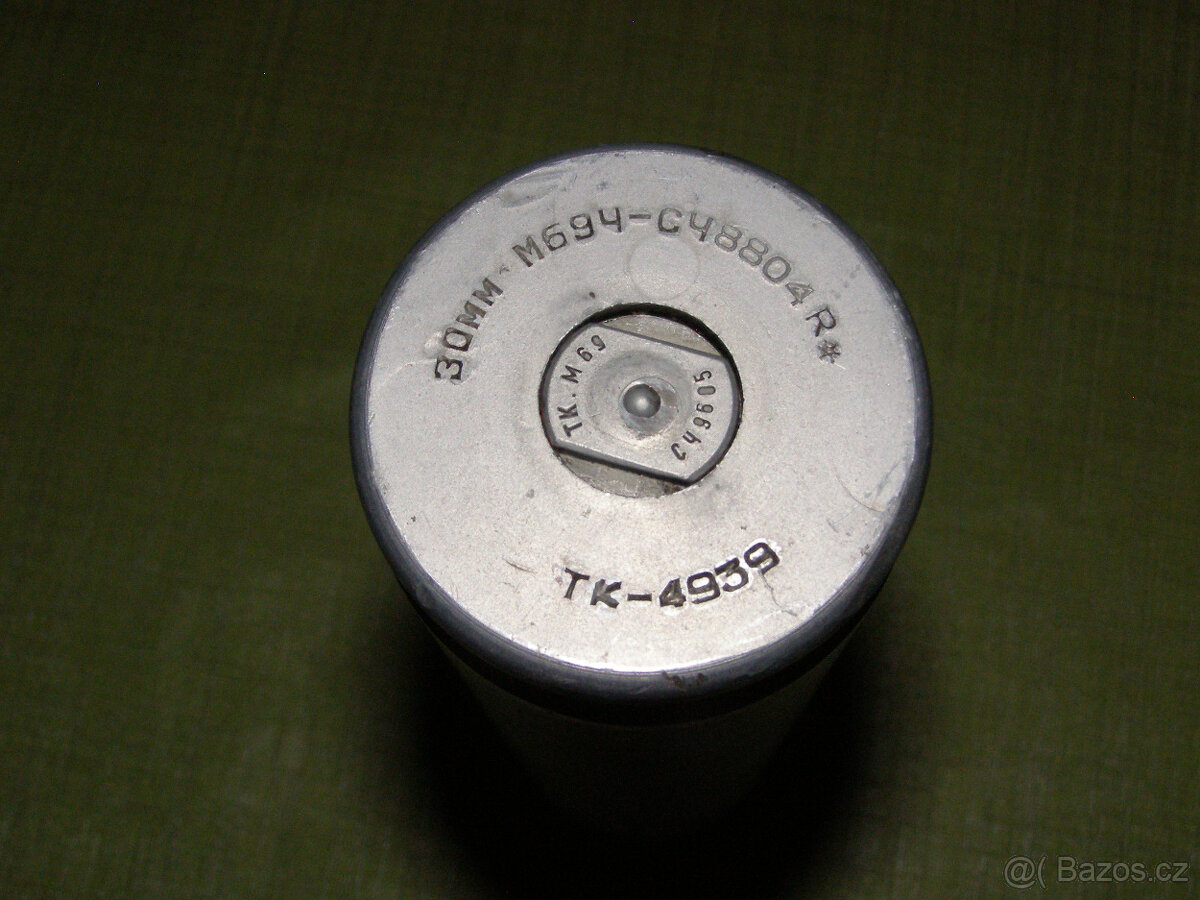 30MM M694-C48804 R*
TK.M69
C49605
TK-4939
@( Bazos.cz